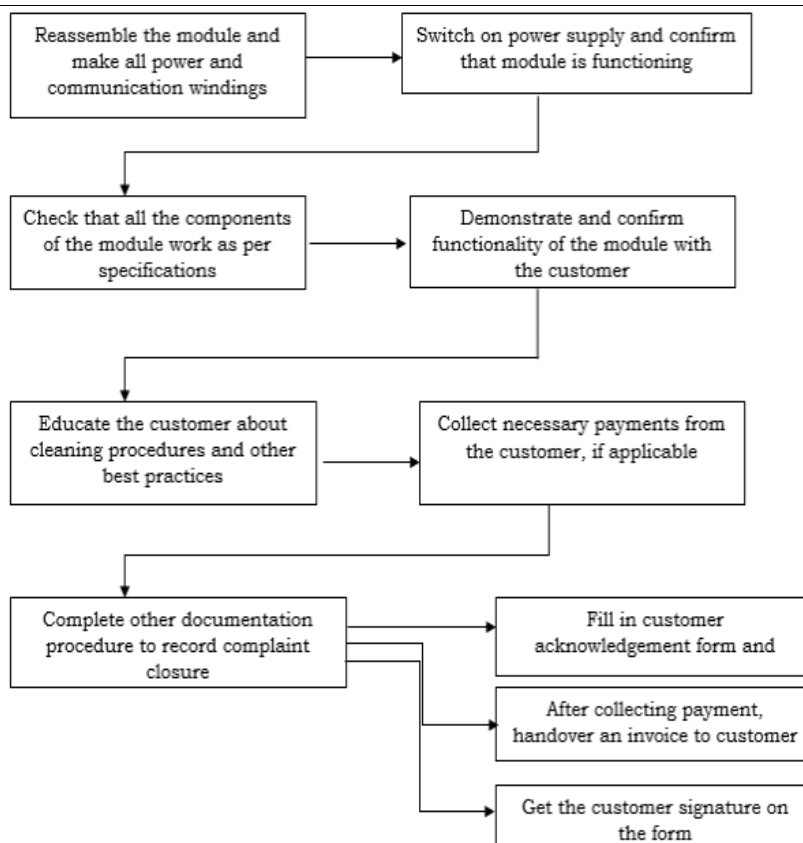 Reassemble the module and
make all power and
communication windings
Switch on power supply and confirm
that module is functioning
Check that all the components
of the module work as per
specifications
Demonstrate and confirm
functionality of the module with
the customer
Educate the customer about
cleaning procedures and other
best practices
Collect necessary payments from
the customer, if applicable
Complete other documentation
procedure to record complaint
closure
Fill in customer
acknowledgement form and
After collecting payment,
handover an invoice to customer
Get the customer signature on
the form